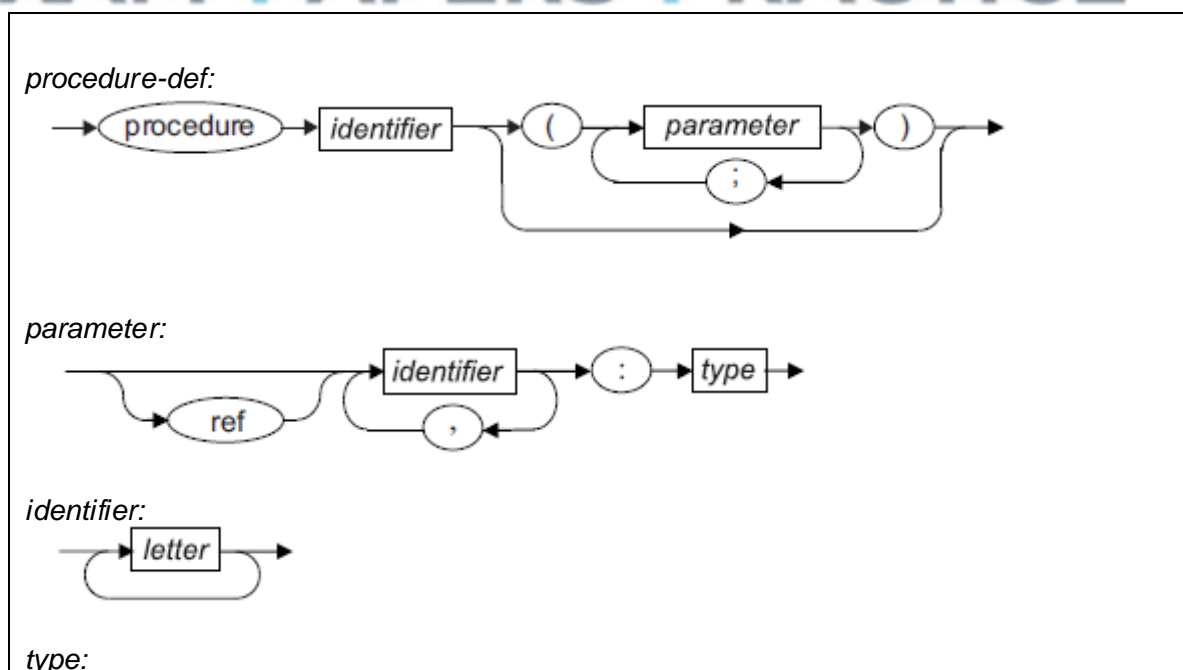 procedure-def:
procedure identifier ( parameter )
;
parameter:
identifier : type
ref ,
identifier:
letter
type: